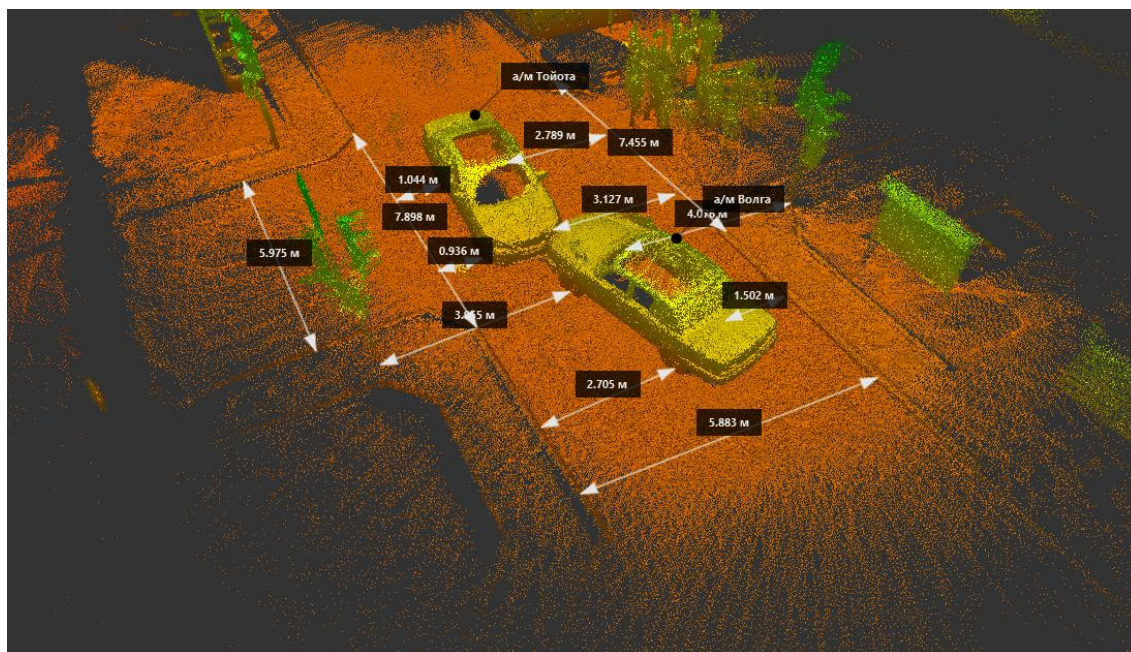 а/м Тойота
2.789 м
7.455 м
1.044 м
3.127 м
а/м Волга
7.898 м
5.975 м
0.936 м
1.502 м
2.705 м
5.883 м